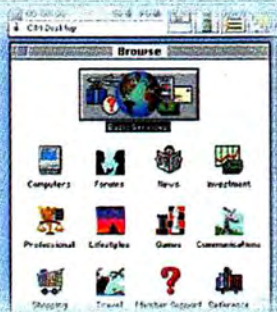 CIM Desktop
Browse
Basic Services
Computers Forums News Investment
Professional Lifestyles Games Communications
Shopping Travel Member Support Reference